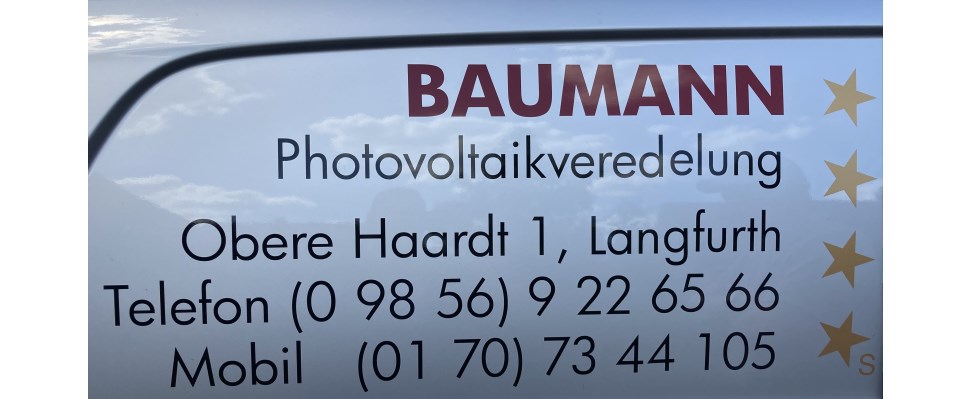 BAUMANN
Photovoltaikveredelung
Obere Haardt 1, Langfurth
Telefon (0 98 56) 9 22 65 66
Mobil (01 70) 73 44 105
S